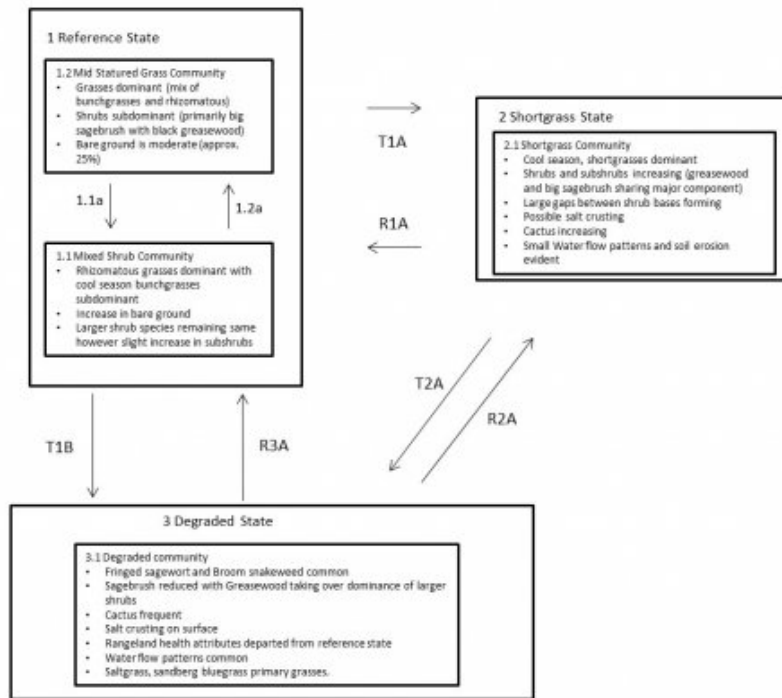 1 Reference State
1.2 Mid Statured Grass Community
• Grasses dominant (mix of
bunchgrasses and rhizomatous)
• Shrubs subdominant (primarily big
sagebrush with black greasewood)
• Bare ground is moderate (approx.
25%)
1.1a
1.2a
1.1 Mixed Shrub Community
• Rhizomatous grasses dominant with
cool season bunchgrasses
subdominant
• Increase in bare ground
• Larger shrub species remaining same
however slight increase in subshrubs
T1A
R1A
2 Shortgrass State
2.1 Shortgrass Community
• Cool season, shortgrasses dominant
• Shrubs and subshrubs increasing (greasewood
and big sagebrush sharing major component)
• Large gaps between shrub bases forming
• Possible salt crusting
• Cactus increasing
• Small Water flow patterns and soil erosion
evident
T2A
R2A
T1B
R3A
3 Degraded State
3.1 Degraded community
• Fringed sagewort and Broom snakeweed common
• Sagebrush reduced with Greasewood taking over dominance of larger
shrubs
• Cactus frequent
• Salt crusting on surface
• Rangeland health attributes departed from reference state
• Water flow patterns common
• Saltgrass, sandberg bluegrass primary grasses.